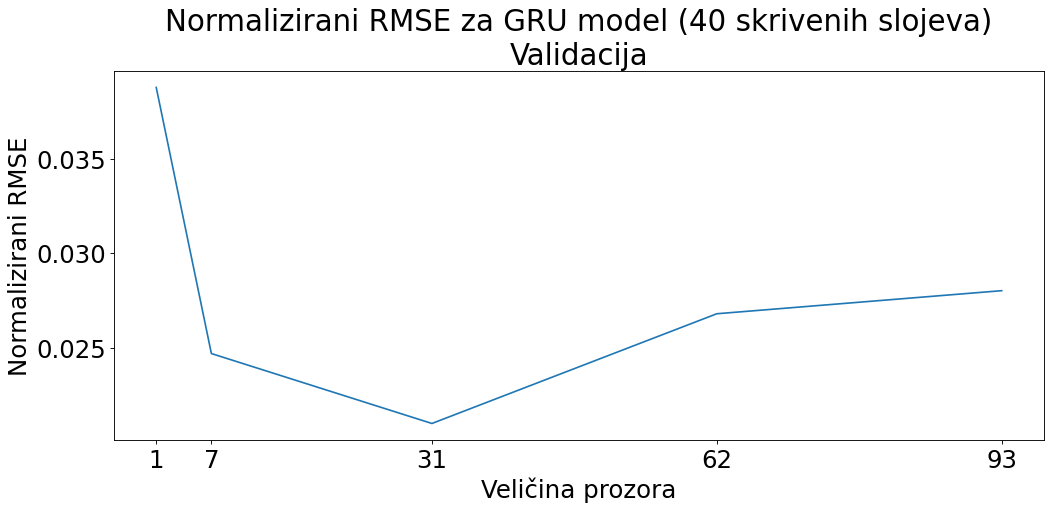 Normalizirani RMSE za GRU model (40 skrivenih slojeva)
Validacija
Normalizirani RMSE
0.035
0.030
0.025
1 7 31 62 93
Veličina prozora